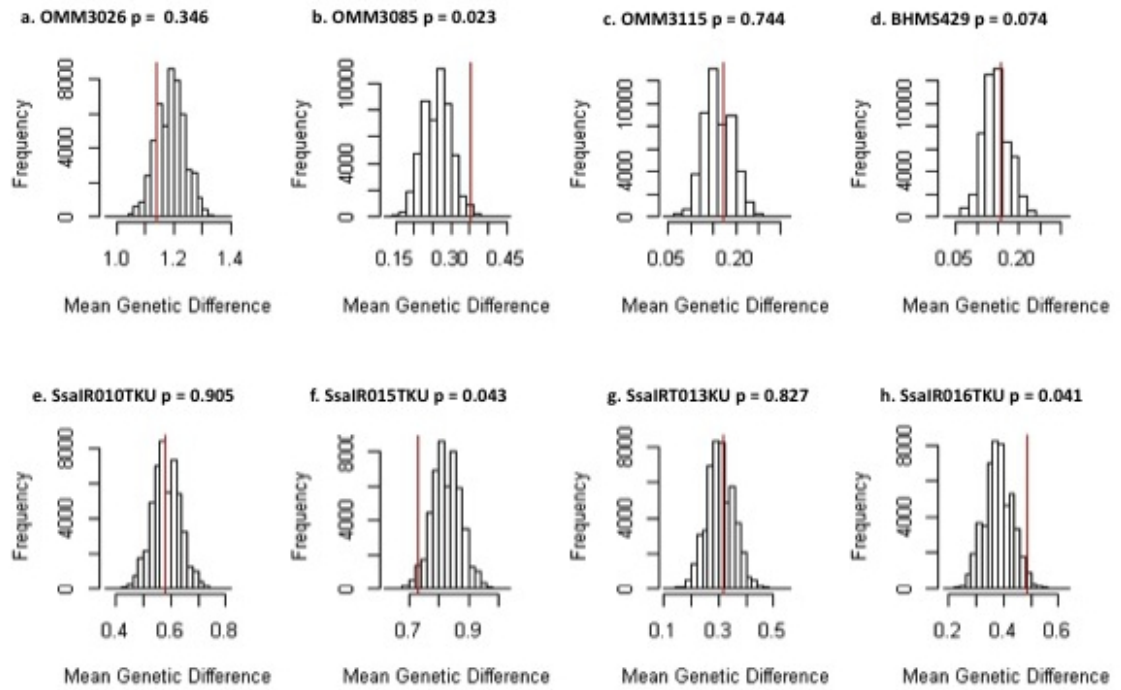 a. OMM3026 p = 0.346
b. OMM3085 p = 0.023
c. OMM3115 p = 0.744
d. BHMS429 p = 0.074
Frequency
0 4000 8000
1.0 1.2 1.4
Mean Genetic Difference
Frequency
0 4000 10000
0.15 0.30 0.45
Mean Genetic Difference
Frequency
0 4000 10000
0.05 0.20
Mean Genetic Difference
Frequency
0 4000 10000
0.05 0.20
Mean Genetic Difference
e. SsaIR010TKU p = 0.905
f. SsaIR015TKU p = 0.043
g. SsaIRT013KU p = 0.827
h. SsaIR016TKU p = 0.041
Frequency
0 4000 8000
0.4 0.6 0.8
Mean Genetic Difference
Frequency
0 4000 8000
0.7 0.9
Mean Genetic Difference
Frequency
0 4000 8000
0.1 0.3 0.5
Mean Genetic Difference
Frequency
0 4000 8000
0.2 0.4 0.6
Mean Genetic Difference